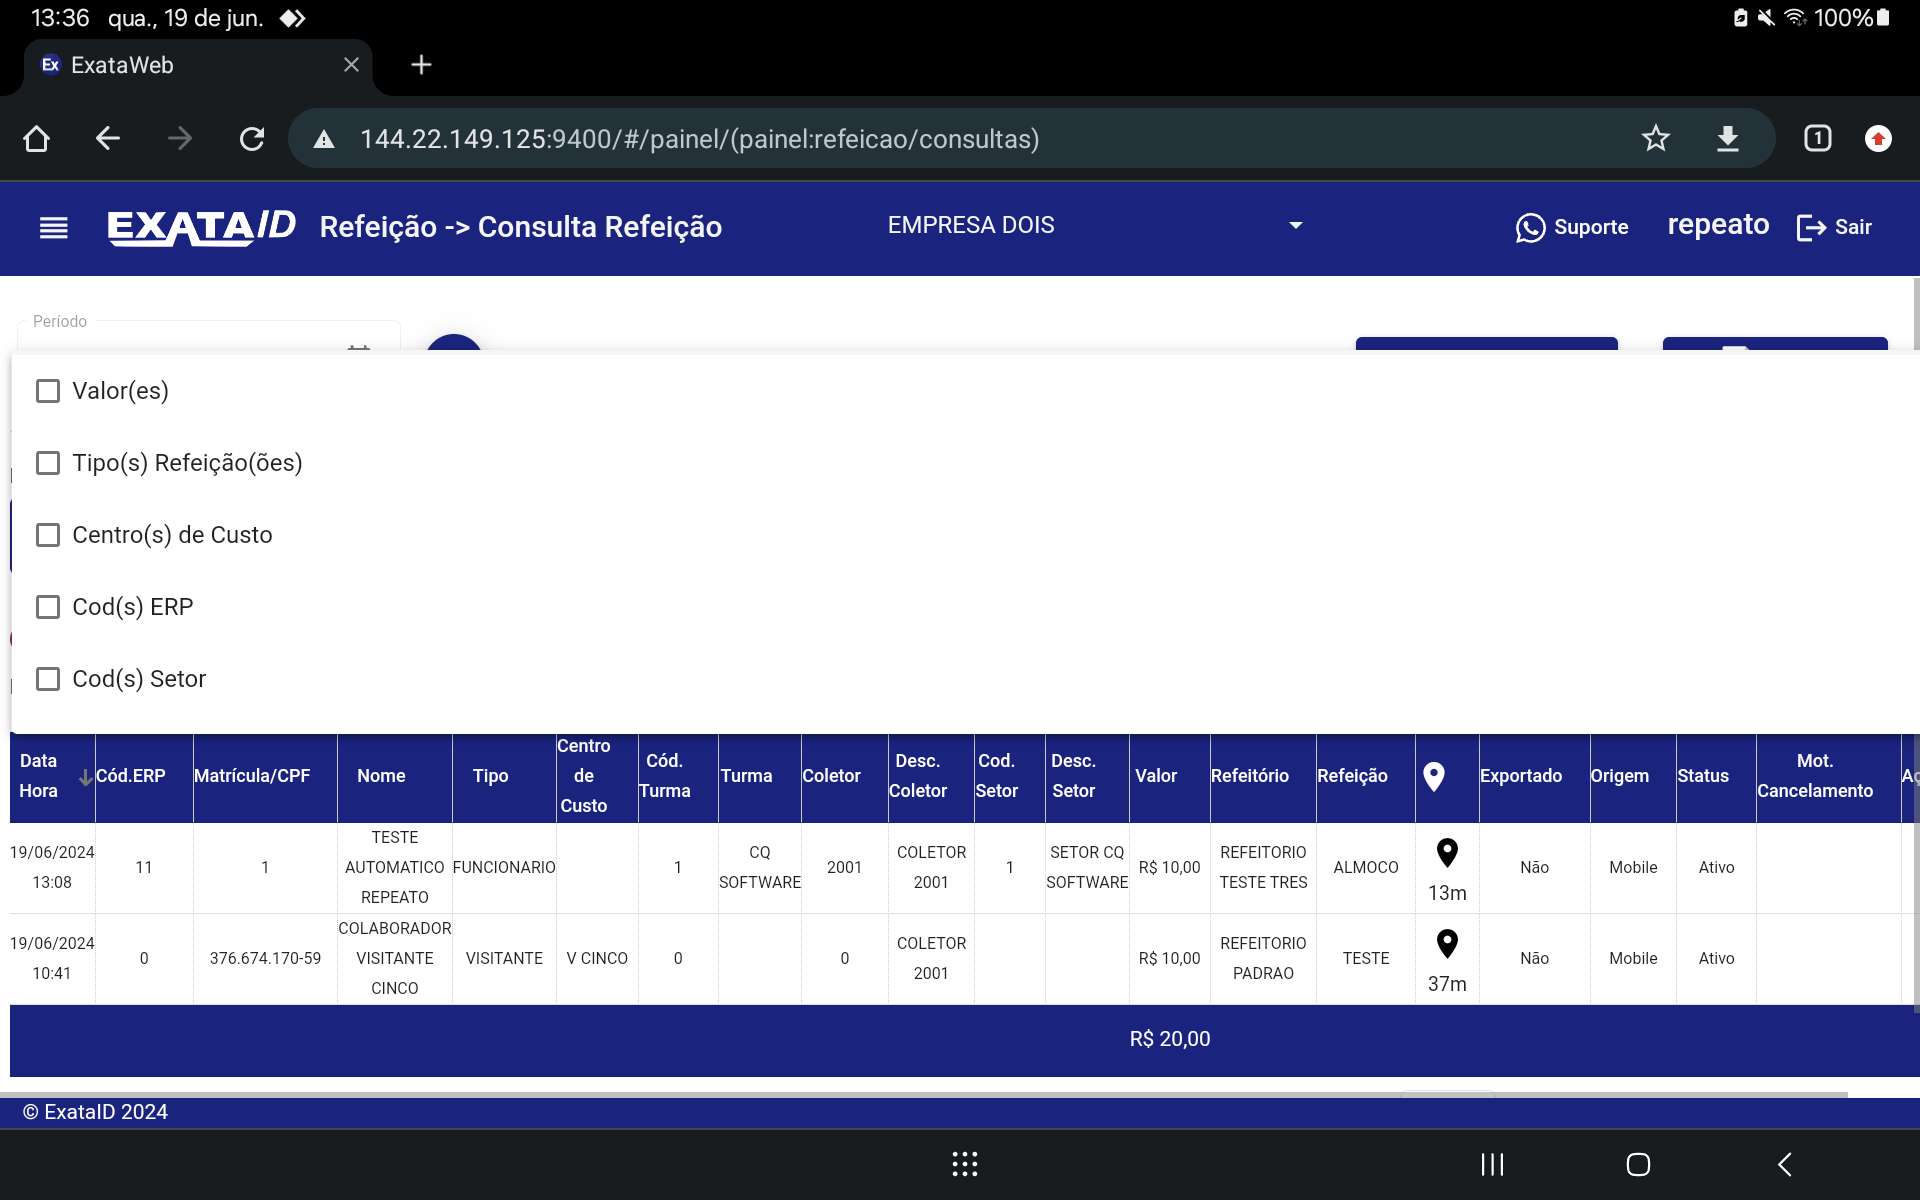 13:36 qua., 19 de jun. 100%
Ex ExataWeb
144.22.149.125:9400/#/painel/(painel:refeicao/consultas) 1
EXATAID Refeição -> Consulta Refeição EMPRESA DOIS Suporte repeato Sair
Período
Valor(es)
Tipo(s) Refeição(ões)
Centro(s) de Custo
Cod(s) ERP
Cod(s) Setor
Data Hora Cód.ERP Matrícula/CPF Nome Tipo Centro de Custo Cód. Turma Turma Coletor Desc. Coletor Cod. Setor Desc. Setor Valor Refeitório Refeição Exportado Origem Status Mot. Cancelamento
19/06/2024 13:08 11 1 TESTE AUTOMATICO REPEATO FUNCIONARIO 1 CQ SOFTWARE 2001 COLETOR 2001 1 SETOR CQ SOFTWARE R$ 10,00 REFEITORIO TESTE TRES ALMOCO 13m Não Mobile Ativo
19/06/2024 10:41 0 376.674.170-59 COLABORADOR VISITANTE CINCO VISITANTE V CINCO 0 0 COLETOR 2001 R$ 10,00 REFEITORIO PADRAO TESTE 37m Não Mobile Ativo
R$ 20,00
© ExataID 2024